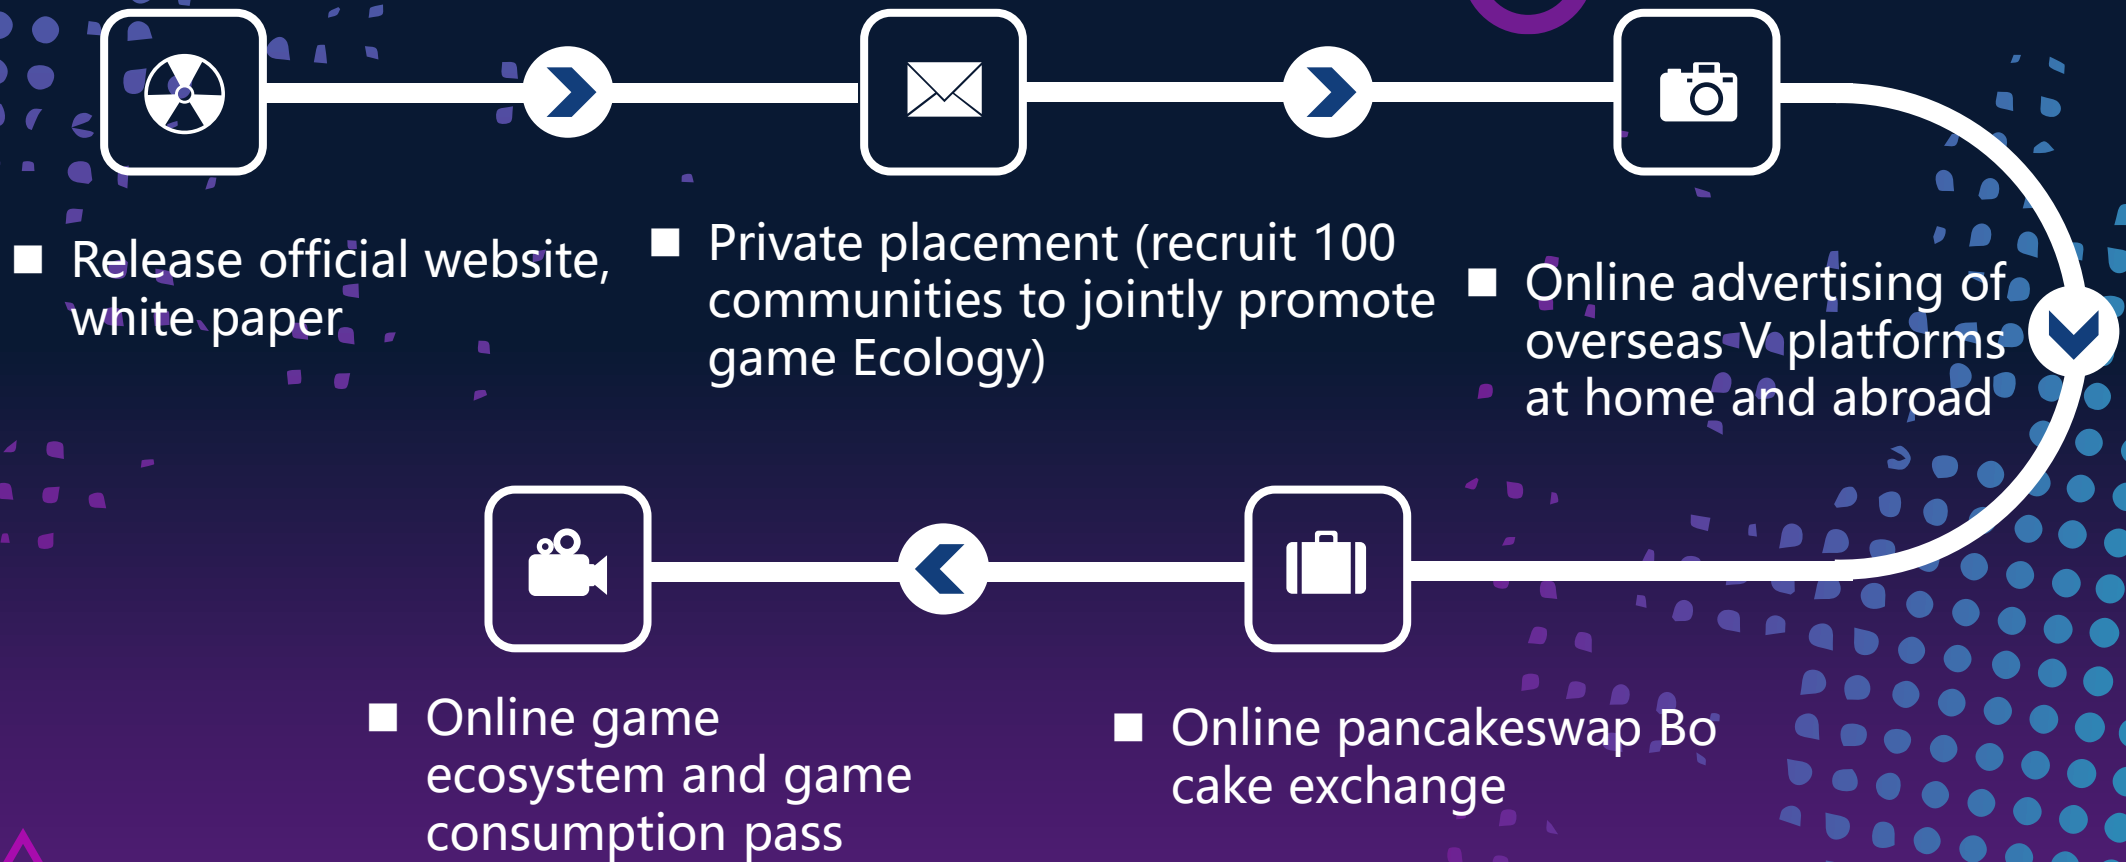 Release official website,
white paper
Private placement (recruit 100
communities to jointly promote
game Ecology)
Online advertising of
overseas V platforms
at home and abroad
Online pancakeswap Bo
cake exchange
Online game
ecosystem and game
consumption pass